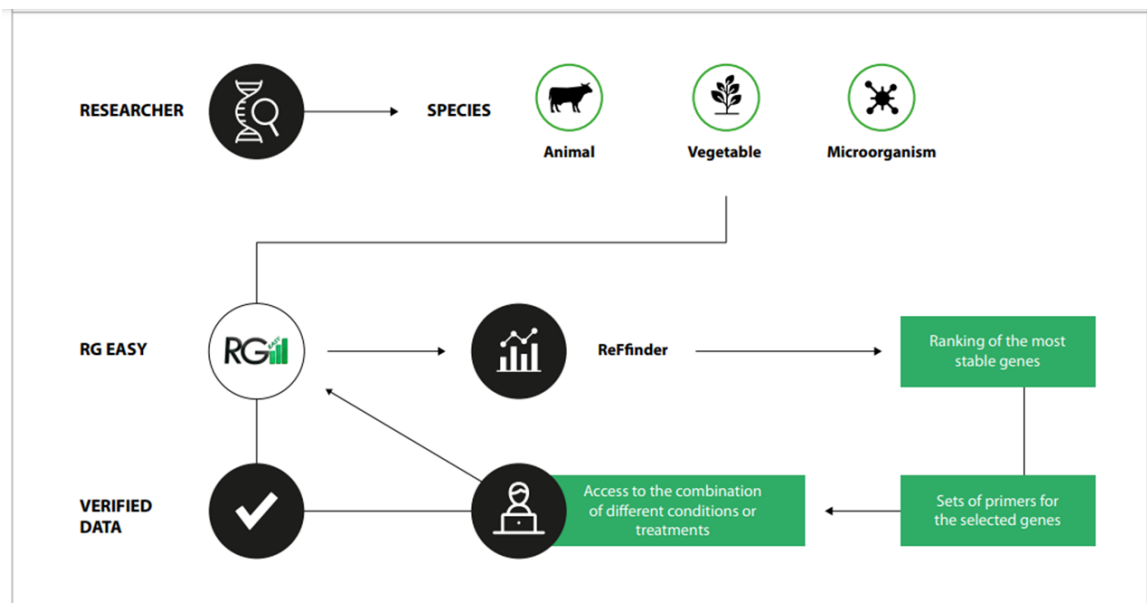 RESEARCHER
SPECIES
Animal
Vegetable
Microorganism
RG EASY
RG EASY
ReFfinder
Ranking of the most
stable genes
VERIFIED
DATA
Access to the combination
of different conditions or
treatments
Sets of primers for
the selected genes